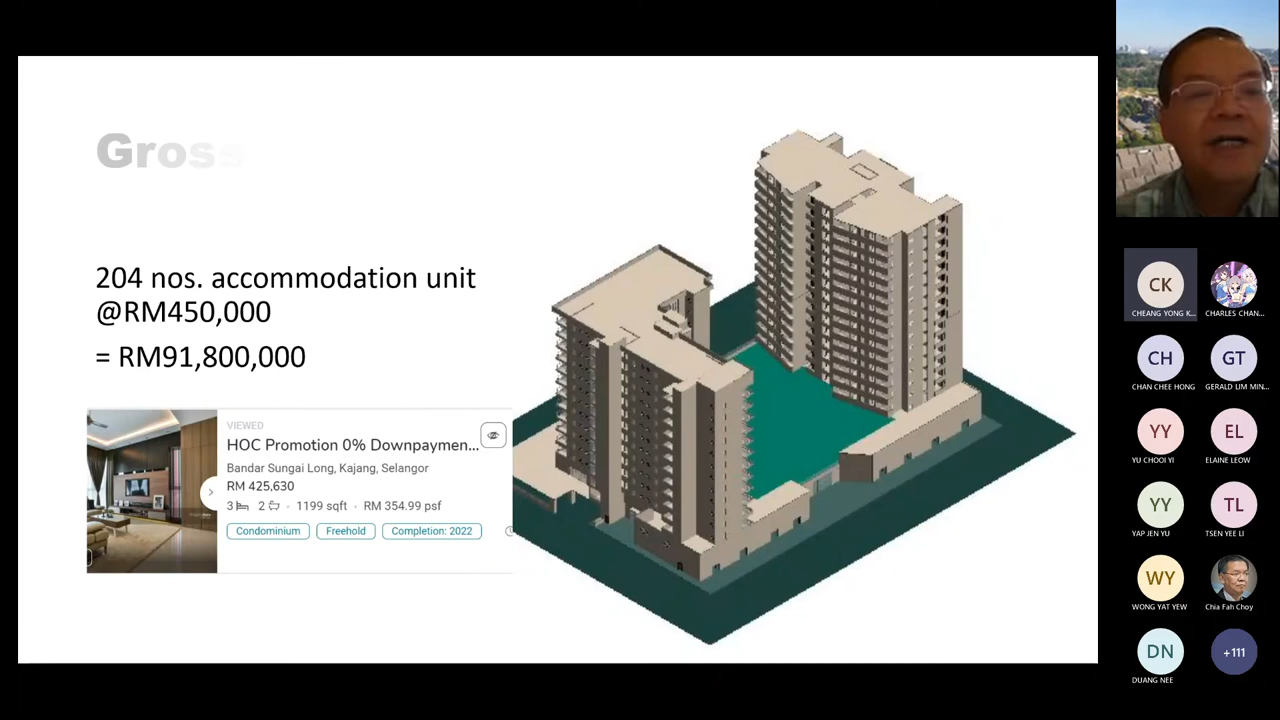 Gross
204 nos. accommodation unit
@RM450,000
= RM91,800,000
VIEWED
HOC Promotion 0% Downpaymen...
Bandar Sungai Long, Kajang, Selangor
RM 425,630
3 2 · 1199 sqft · RM 354.99 psf
Condominium Freehold Completion: 2022
CK
CHEANG YONG K...
CHARLES CHAN...
CH
CHAN CHEE HONG
GT
GERALD LIM MIN...
YY
YU CHOOI YI
EL
ELAINE LEOW
YY
YAP JEN YU
TL
TSEN YEE LI
WY
WONG YAT YEW
Chia Fah Choy
DN
DUANG NEE
+111